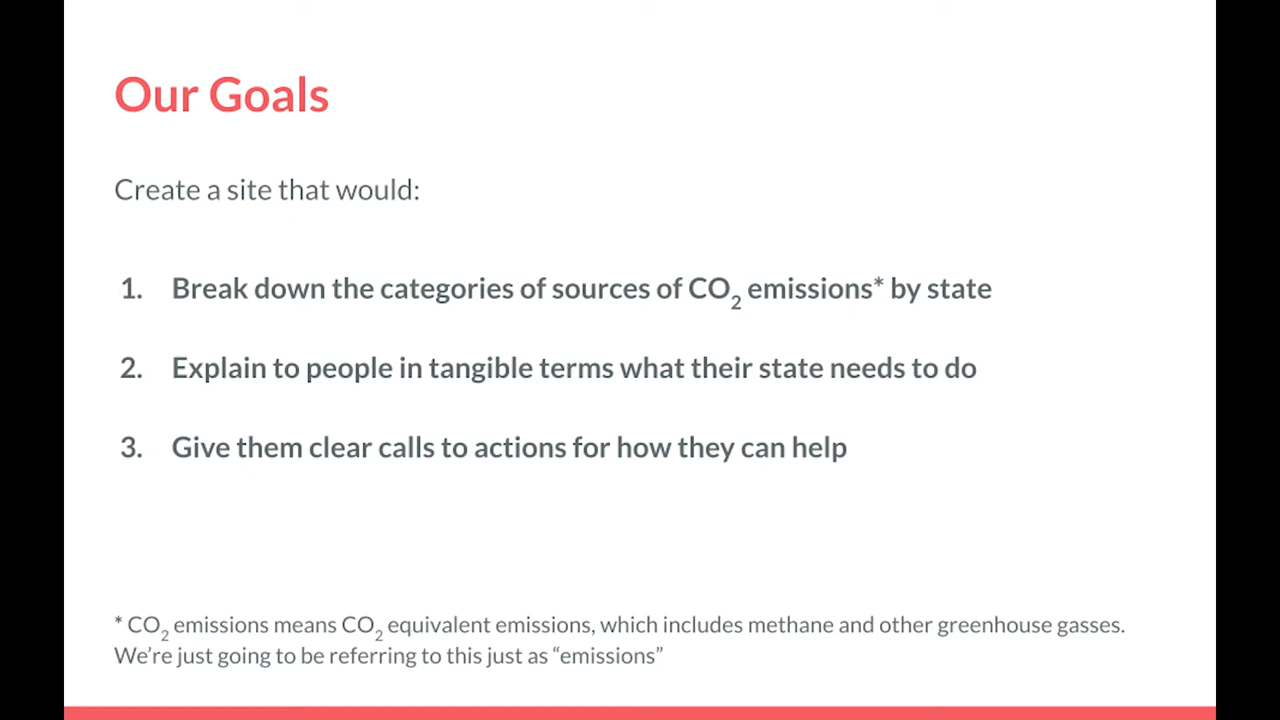 Our Goals
Create a site that would:
1. Break down the categories of sources of CO₂ emissions* by state
2. Explain to people in tangible terms what their state needs to do
3. Give them clear calls to actions for how they can help
* CO₂ emissions means CO₂ equivalent emissions, which includes methane and other greenhouse gasses.
We’re just going to be referring to this just as “emissions”